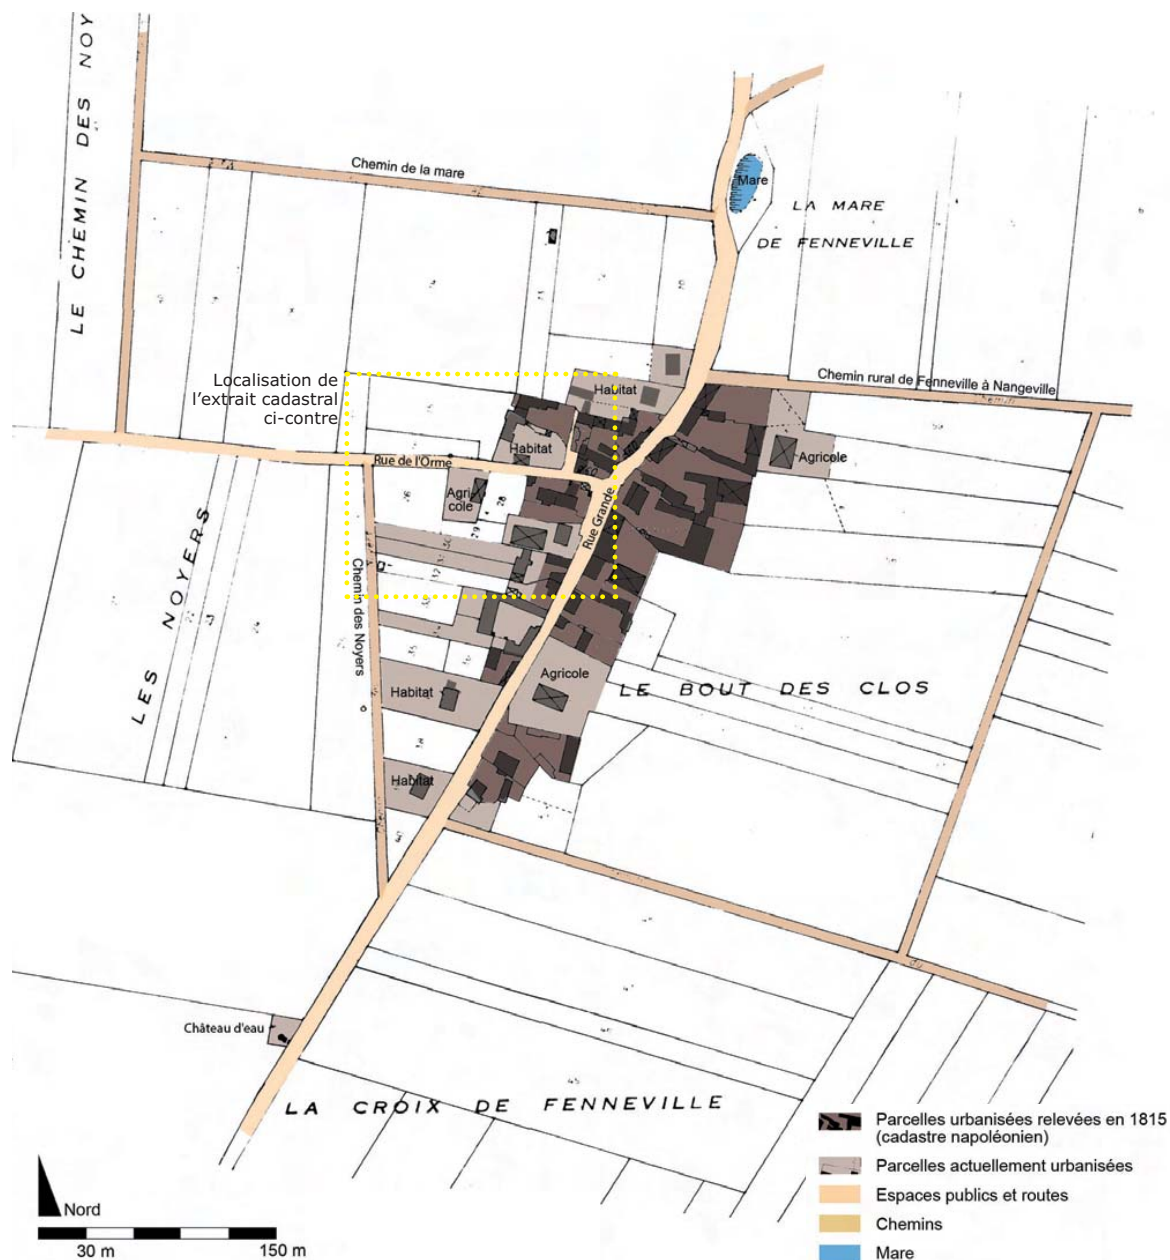 LE CHEMIN DES NOY
Chemin de la mare
Mare
LA MARE
DE FENNEVILLE
Localisation de
l'extrait cadastral
ci-contre
Habitat
Chemin rural de Fenneville à Nangeville
Chemin
Habitat
Agricole
Rue de l'Orme
Agri
cole
28
29
Rue Grande
LES NOYERS
Chemin des Noyers
Habitat
Agricole
LE BOUT DES CLOS
Habitat
Château d'eau
LA CROIX DE FENNEVILLE
Parcelles urbanisées relevées en 1815
(cadastre napoléonien)
Parcelles actuellement urbanisées
Espaces publics et routes
Chemins
Mare
Nord
30 m
150 m